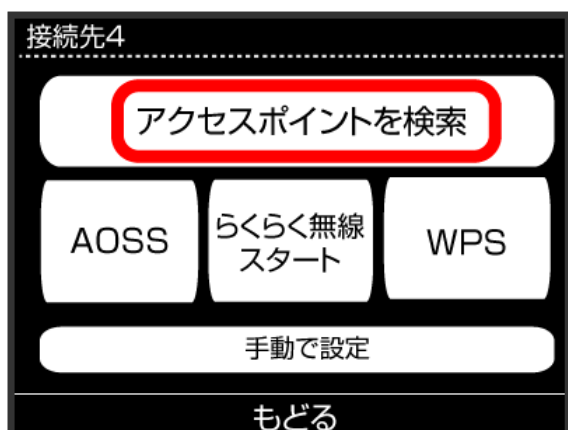 接続先4
アクセスポイントを検索
AOSS
らくらく無線
スタート
WPS
手動で設定
もどる